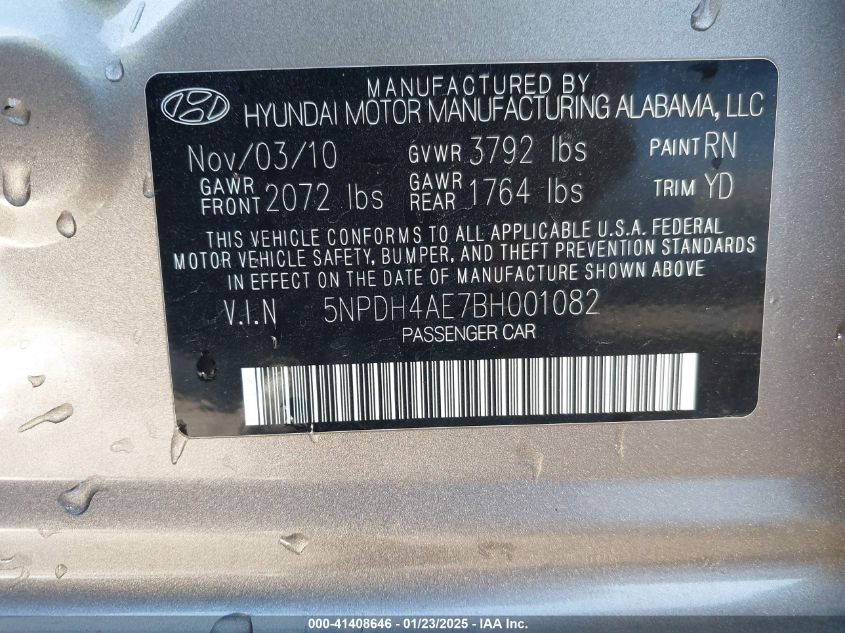 MANUFACTURED BY
HYUNDAI MOTOR MANUFACTURING ALABAMA, LLC
Nov/03/10 GVWR 3792 lbs PAINT RN
GAWR FRONT 2072 lbs GAWR REAR 1764 lbs TRIM YD
THIS VEHICLE CONFORMS TO ALL APPLICABLE U.S.A. FEDERAL
MOTOR VEHICLE SAFETY, BUMPER, AND THEFT PREVENTION STANDARDS
IN EFFECT ON THE DATE OF MANUFACTURE SHOWN ABOVE.
V.I.N 5NPDH4AE7BH001082
PASSENGER CAR
000-41408646 - 01/23/2025 - IAA Inc.